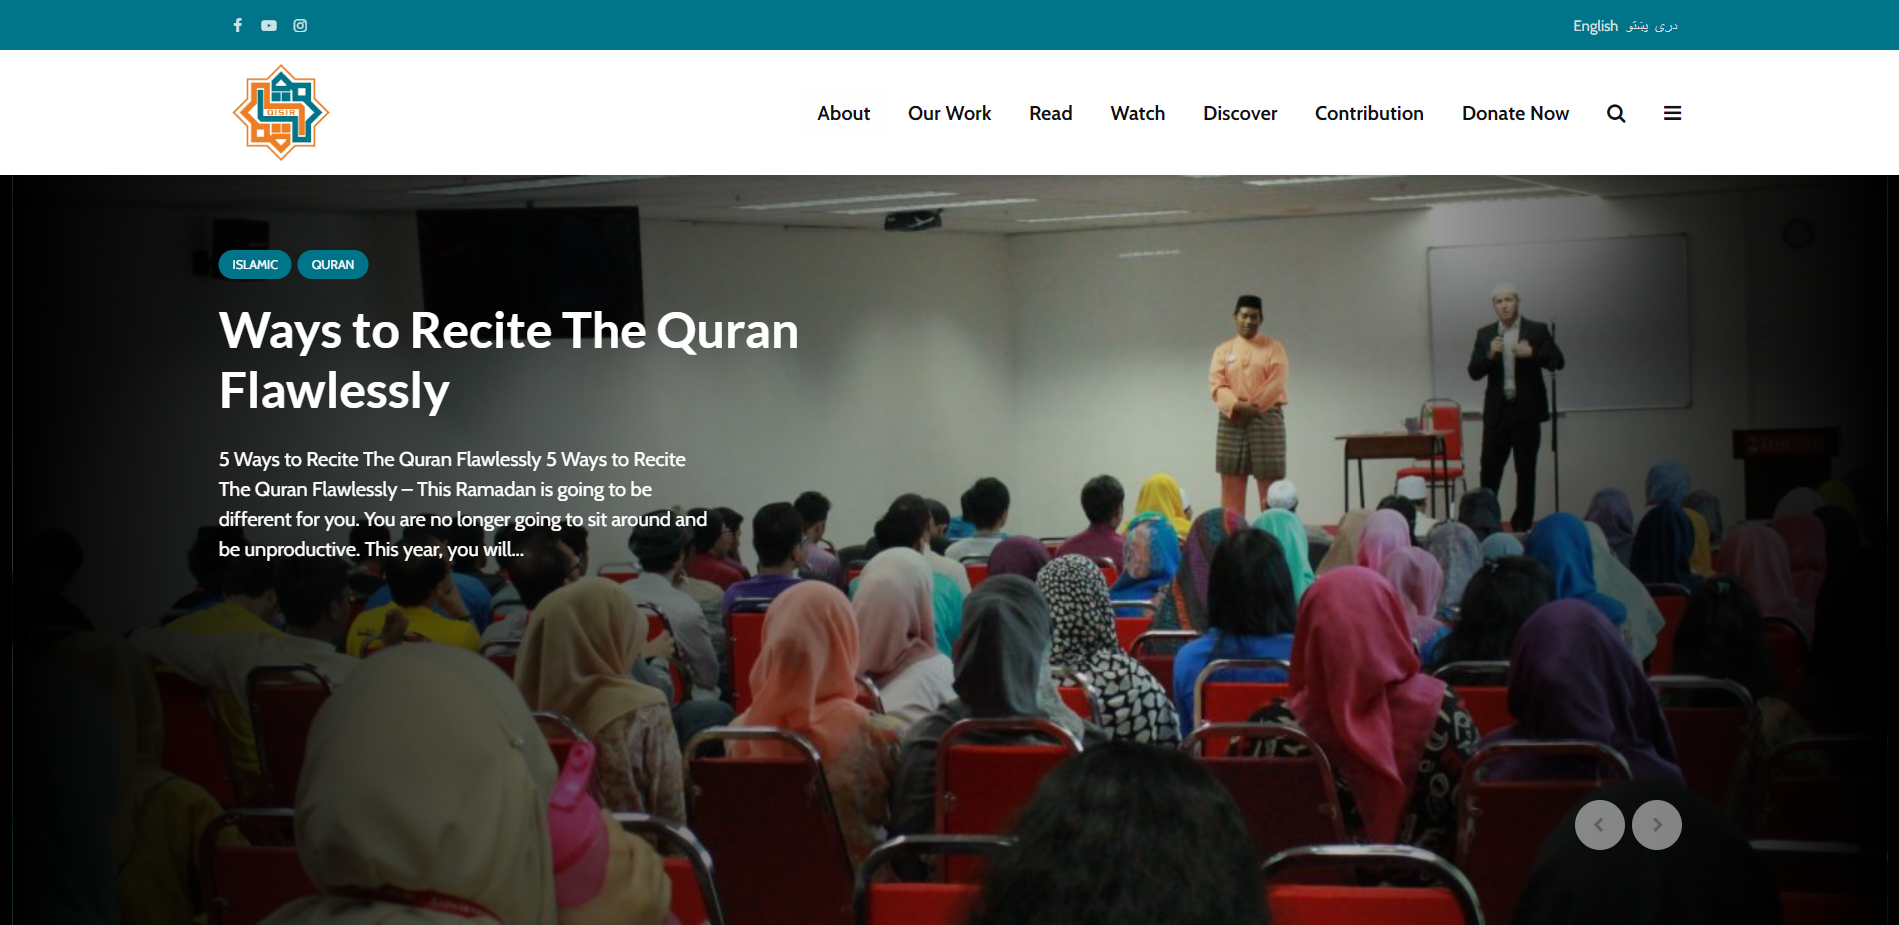 English پښتو دری
QISIR
About Our Work Read Watch Discover Contribution Donate Now
ISLAMIC QURAN
Ways to Recite The Quran
Flawlessly
5 Ways to Recite The Quran Flawlessly 5 Ways to Recite
The Quran Flawlessly – This Ramadan is going to be
different for you. You are no longer going to sit around and
be unproductive. This year, you will...